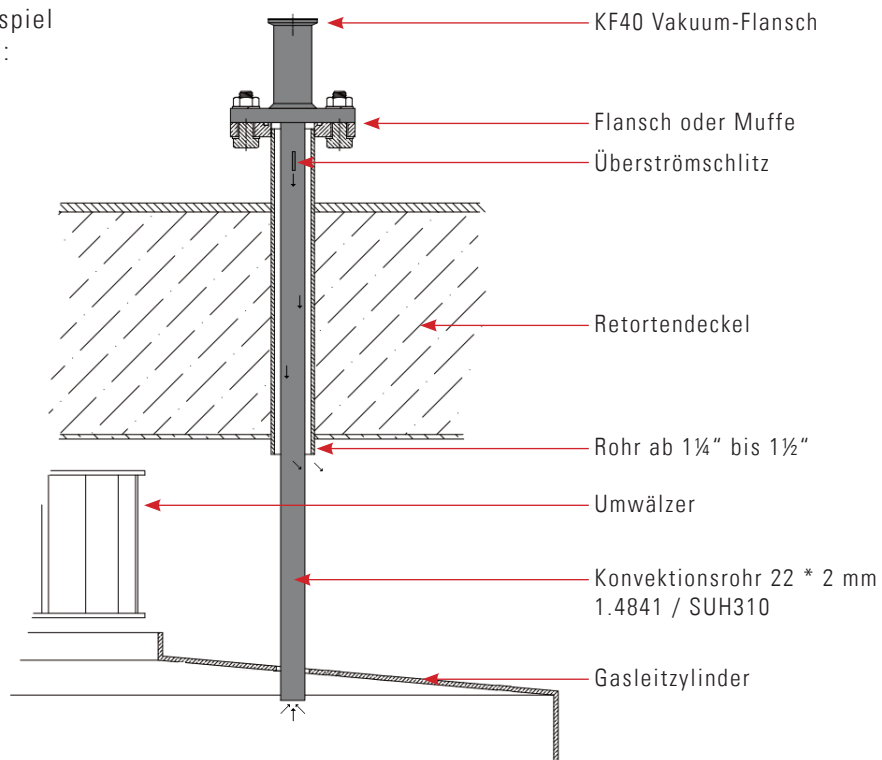 spiel
:
KF40 Vakuum-Flansch
Flansch oder Muffe
Überströmschlitz
Retortendeckel
Rohr ab 1¼“ bis 1½“
Umwälzer
Konvektionsrohr 22 * 2 mm
1.4841 / SUH310
Gasleitzylinder